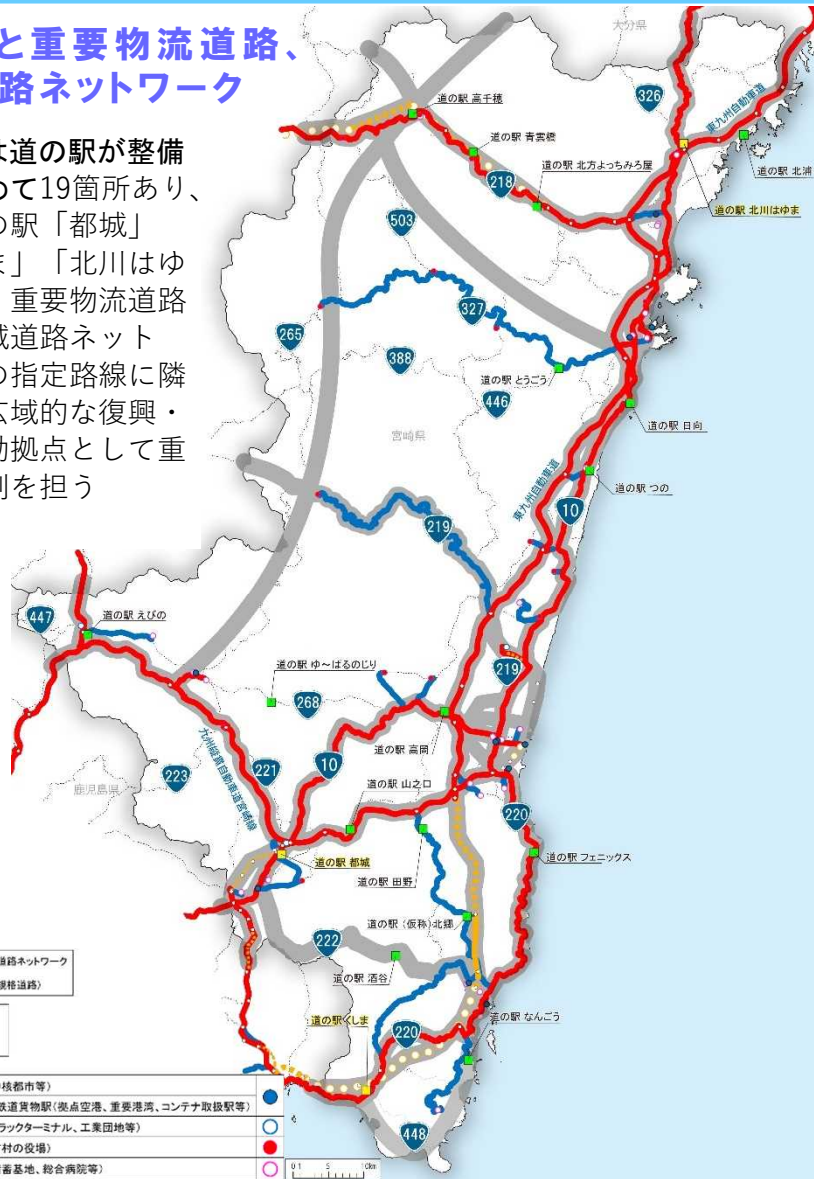 と重要物流道路、
路ネットワーク
は道の駅が整備
めて19箇所あり、
の駅「都城」
ま」「北川はゆ
重要物流道路
域道路ネット
の指定路線に隣
広域的な復興・
動拠点として重
割を担う
大分県
326
東九州自動車道
道の駅 高千穂
道の駅 青雲橋
道の駅 北方よっちみろ屋
道の駅 北浦
218
道の駅 北川はゆま
503
327
265
388
道の駅 とうごう
446
道の駅 日向
宮崎県
東九州自動車道
道の駅 つの
10
219
447
道の駅 えびの
219
道の駅 ゆ～ぱるのじり
268
九州縦貫自動車道宮崎線
道の駅 高岡
10
223
221
鹿児島県
道の駅 山之口
220
道の駅 都城
道の駅 フェニックス
道の駅 田野
道の駅 (仮称)北郷
222
道の駅 酒谷
道の駅 くしま
道の駅 なんごう
220
448
道路ネットワーク
規格道路)
核都市等)
鉄道貨物駅(拠点空港、重要港湾、コンテナ取扱駅等)
ラックターミナル、工業団地等)
村の役場)
蓄基地、総合病院等)
0 1 5 10km